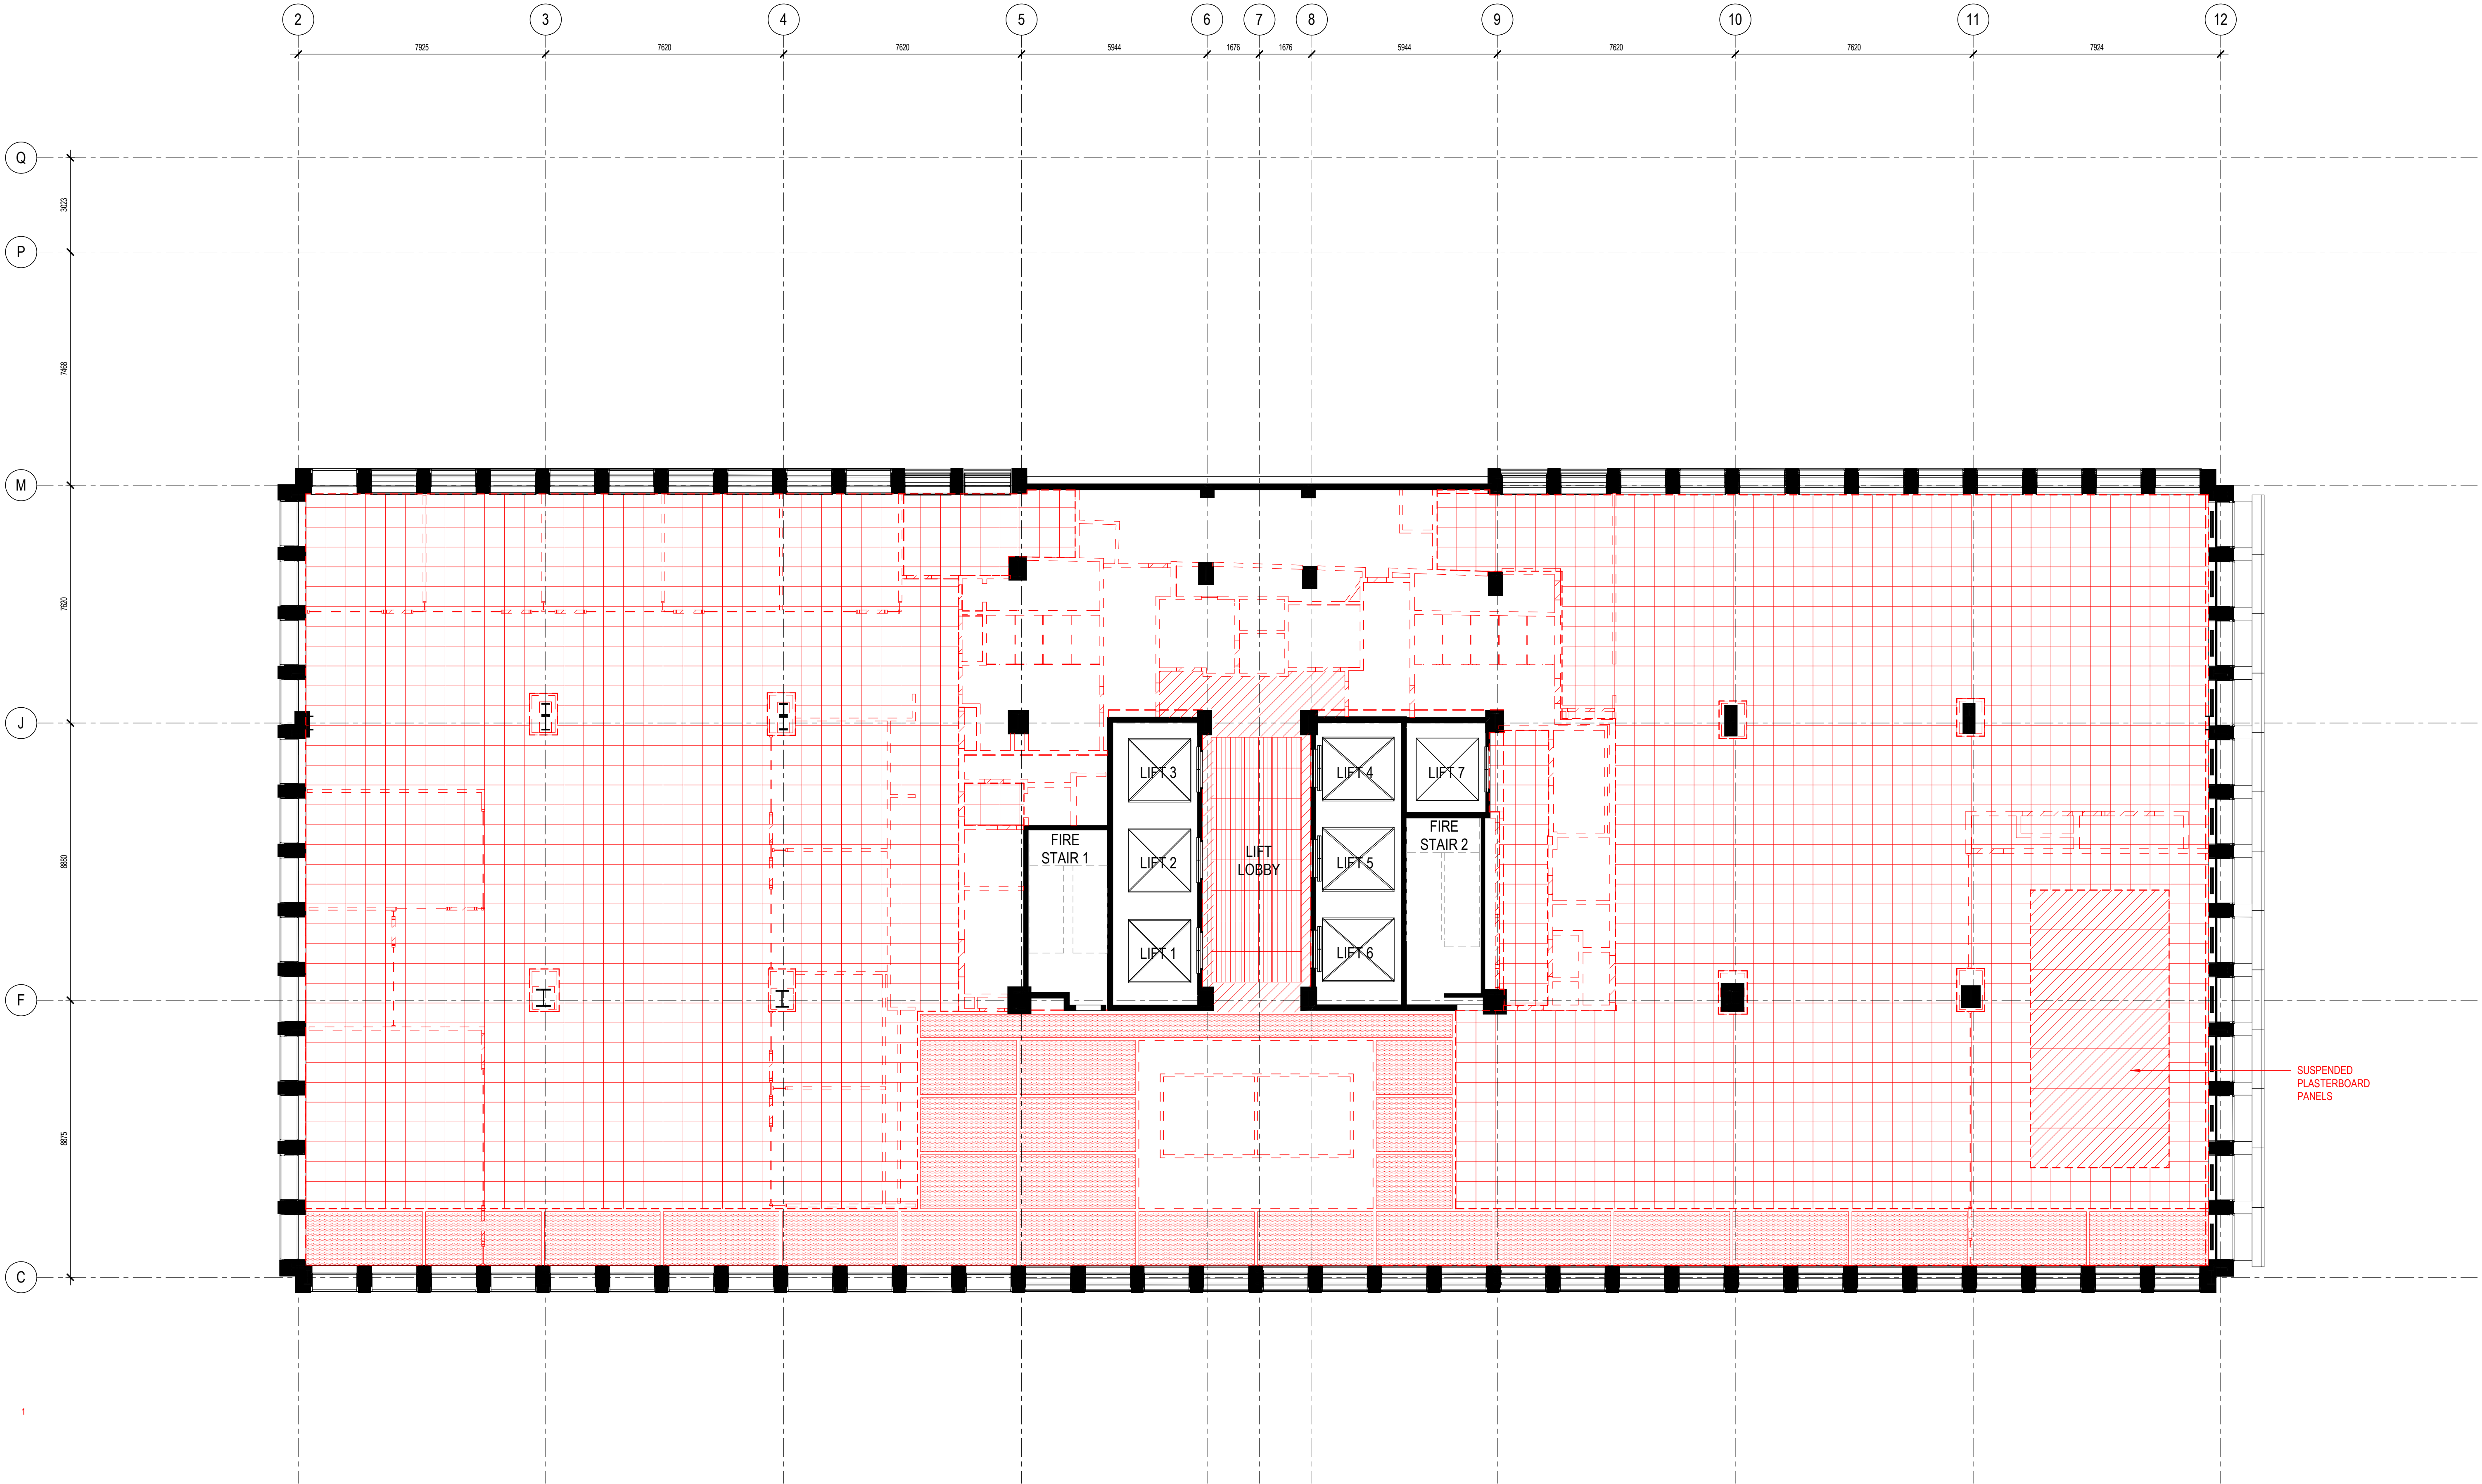 2 3 4 5 6 7 8 9 10 11 12
7925 7620 7620 5944 1676 1676 5944 7620 7620 7924
Q
3023
P
7468
M
7620
J
LIFT 3 LIFT 4 LIFT 7
8880
FIRE
STAIR 1
FIRE
STAIR 2
LIFT 2 LIFT
LOBBY LIFT 5
LIFT 1 LIFT 6
F
SUSPENDED
PLASTERBOARD
PANELS
8875
C
1